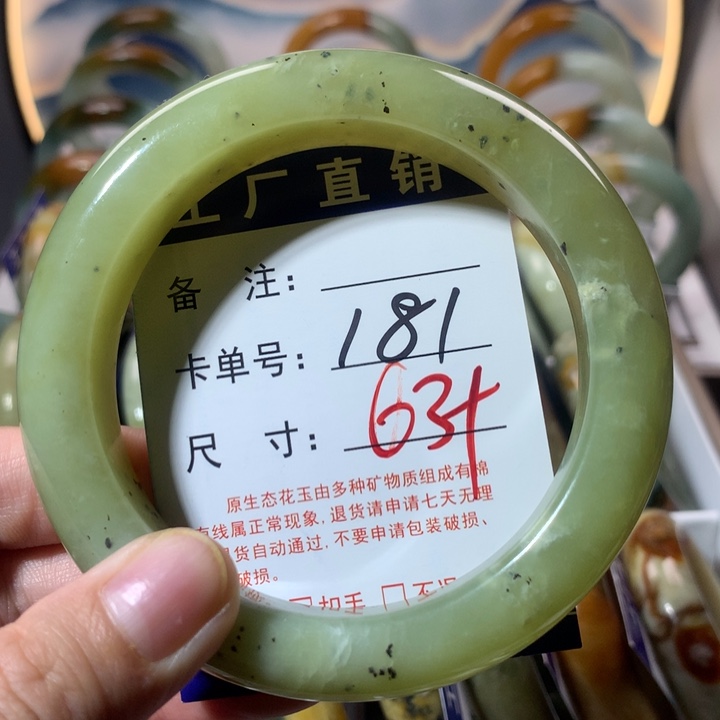 工厂直销
备 注：
卡单号： 181
尺 寸： 63+
原生态花玉由多种矿物质组成有棉
有线属正常现象，退货请申请七天无理
退货自动通过，不要申请包装破损、
破损。
扣手